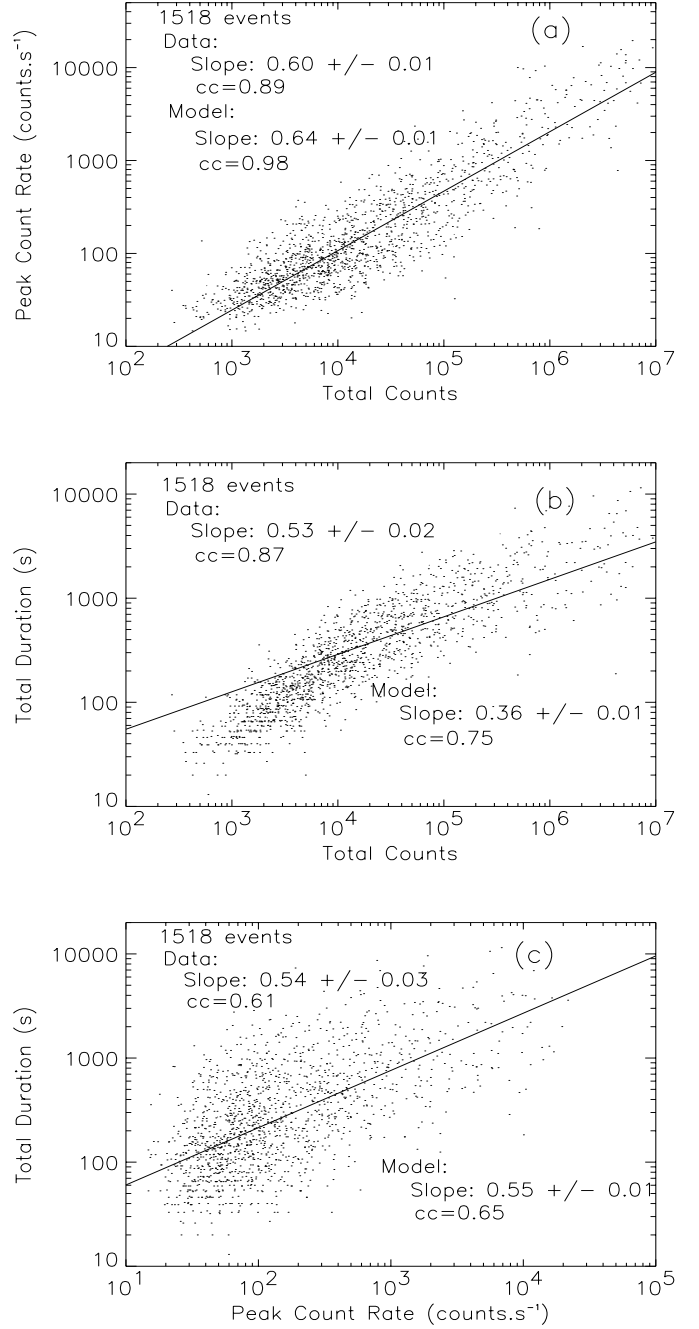 1518 events
(a)
Data:
Slope: 0.60 +/- 0.01
cc=0.89
Model:
Slope: 0.64 +/- 0.01
cc=0.98
Peak Count Rate (counts.s⁻¹)
10000
1000
100
10
10² 10³ 10⁴ 10⁵ 10⁶ 10⁷
Total Counts
1518 events
(b)
Data:
Slope: 0.53 +/- 0.02
cc=0.87
Model:
Slope: 0.36 +/- 0.01
cc=0.75
Total Duration (s)
10000
1000
100
10
10² 10³ 10⁴ 10⁵ 10⁶ 10⁷
Total Counts
1518 events
(c)
Data:
Slope: 0.54 +/- 0.03
cc=0.61
Model:
Slope: 0.55 +/- 0.01
cc=0.65
Total Duration (s)
10000
1000
100
10
10¹ 10² 10³ 10⁴ 10⁵
Peak Count Rate (counts.s⁻¹)